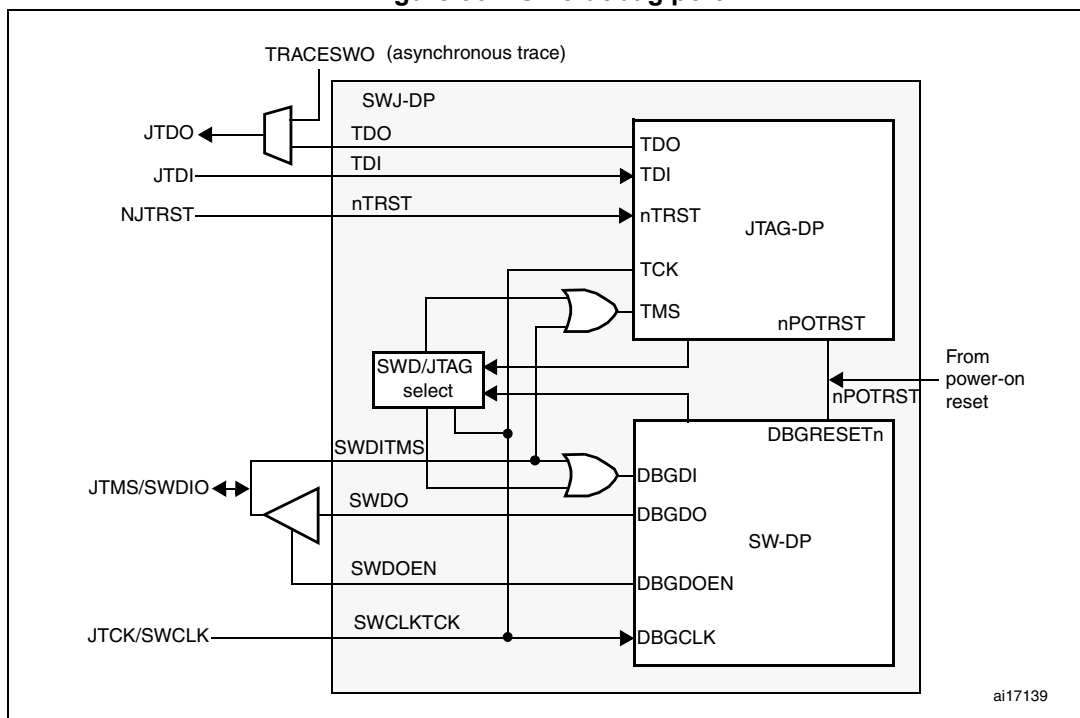 TRACESWO (asynchronous trace)
SWJ-DP
JTDO
TDO
TDO
TDI
JTDI
TDI
NJTRST
nTRST
nTRST
JTAG-DP
TCK
TMS
nPOTRST
SWD/JTAG
select
From
power-on
reset
nPOTRST
DBGRESETn
SWDITMS
JTMS/SWDIO
DBGDI
SWDO
DBGDO
SW-DP
SWDOEN
DBGDOEN
JTCK/SWCLK
SWCLKTCK
DBGCLK
ai17139